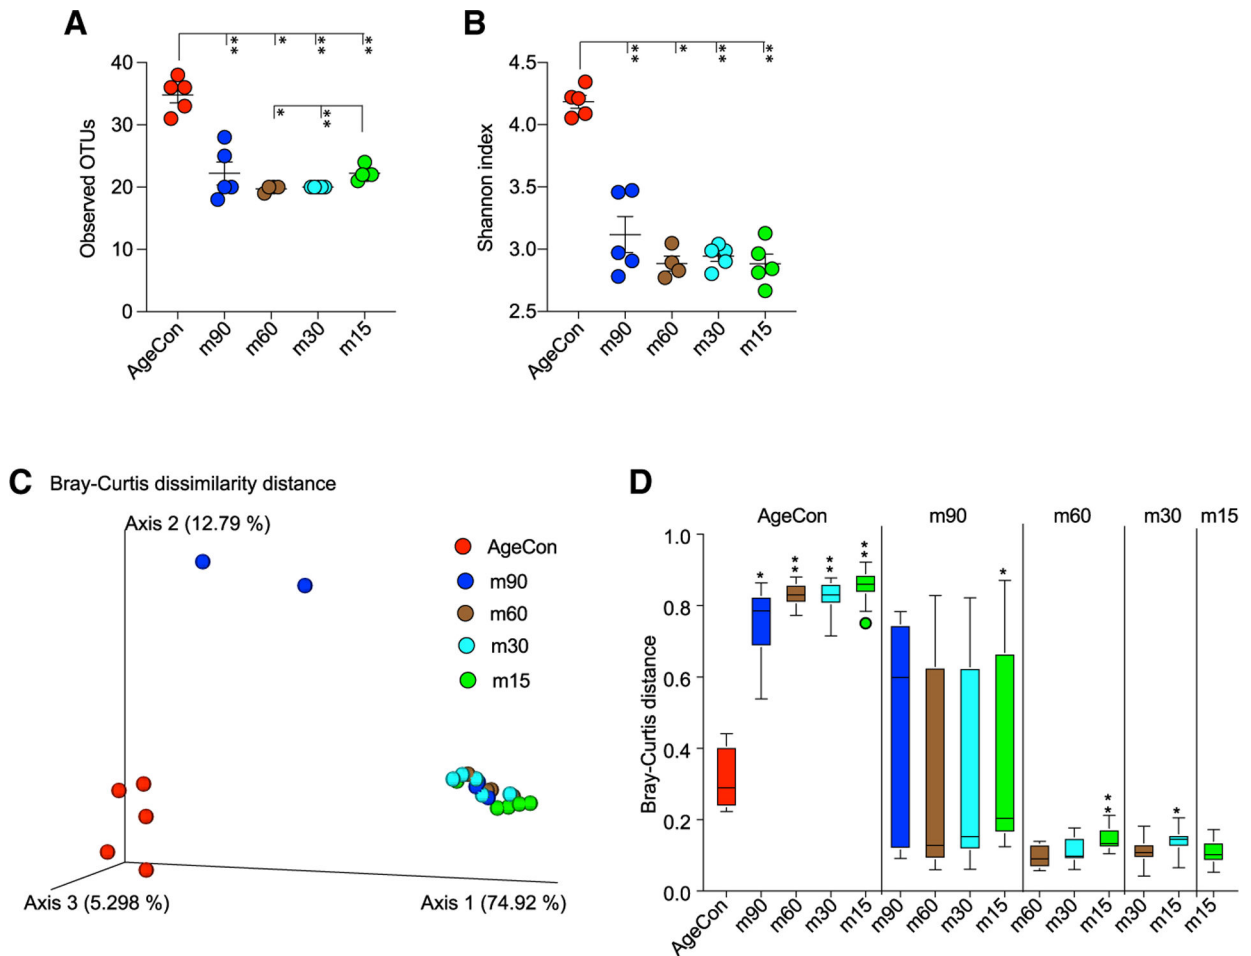 A
**
*
**
**
*
**
Observed OTUs
40
30
20
10
0
AgeCon
m90
m60
m30
m15
B
**
*
**
**
Shannon index
4.5
4.0
3.5
3.0
2.5
AgeCon
m90
m60
m30
m15
C
Bray-Curtis dissimilarity distance
Axis 2 (12.79 %)
AgeCon
m90
m60
m30
m15
Axis 3 (5.298 %)
Axis 1 (74.92 %)
D
AgeCon
m90
m60
m30
m15
*
**
**
**
*
**
*
Bray-Curtis distance
1.0
0.8
0.6
0.4
0.2
0.0
AgeCon
m90
m60
m30
m15
m90
m60
m30
m15
m60
m30
m15
m30
m15
m15